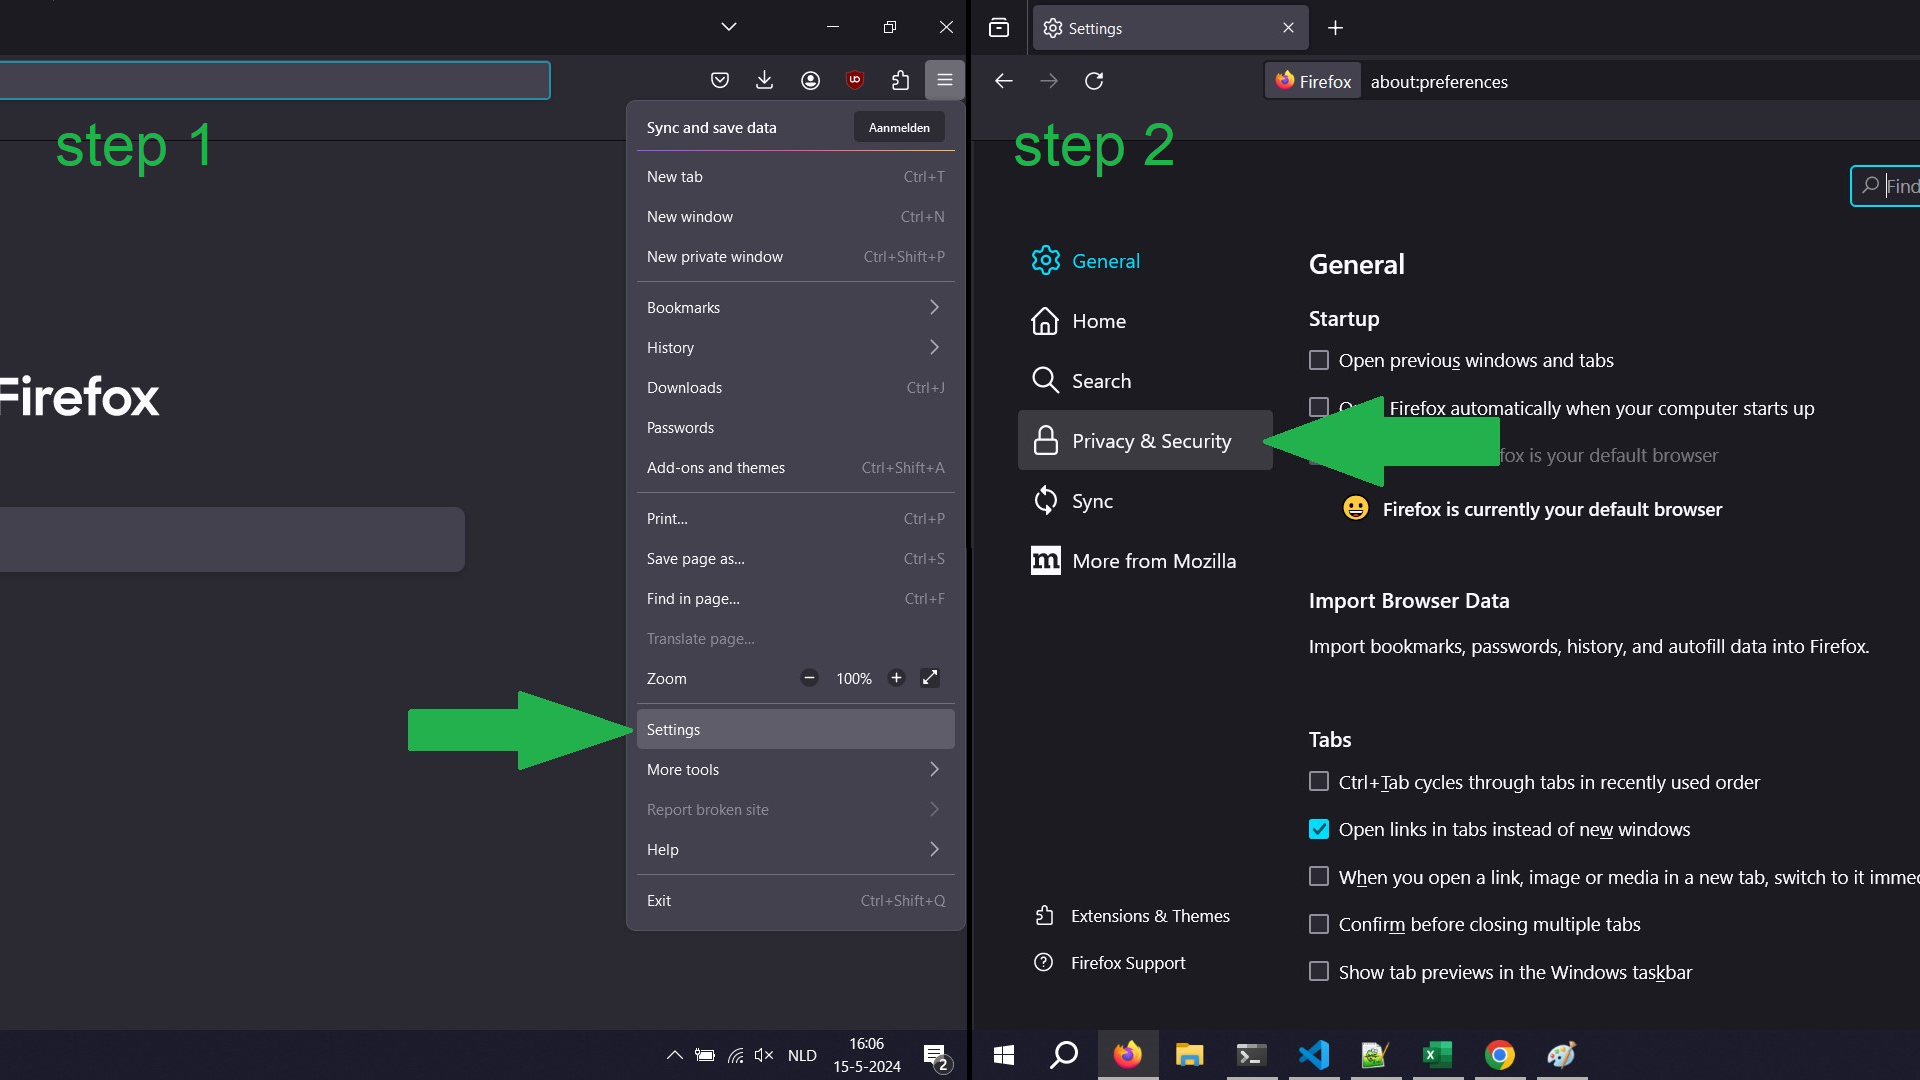 step 1
Firefox
Sync and save data Anmelden
New tab Ctrl+T
New window Ctrl+N
New private window Ctrl+Shift+P
Bookmarks
History
Downloads Ctrl+J
Passwords
Add-ons and themes Ctrl+Shift+A
Print... Ctrl+P
Save page as... Ctrl+S
Find in page... Ctrl+F
Translate page...
Zoom 100%
Settings
More tools
Report broken site
Help
Exit Ctrl+Shift+Q
NLD
16:06
15-5-2024
2
Settings
Firefox about:preferences
step 2
Find
General
Home
Search
Privacy & Security
Sync
More from Mozilla
Extensions & Themes
Firefox Support
General
Startup
Open previous windows and tabs
Firefox automatically when your computer starts up
fox is your default browser
Firefox is currently your default browser
Import Browser Data
Import bookmarks, passwords, history, and autofill data into Firefox.
Tabs
Ctrl+Tab cycles through tabs in recently used order
Open links in tabs instead of new windows
When you open a link, image or media in a new tab, switch to it imme
Confirm before closing multiple tabs
Show tab previews in the Windows taskbar